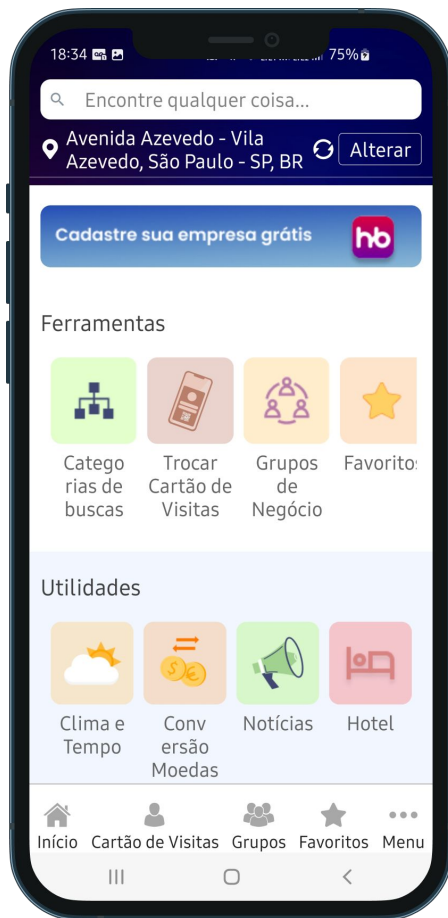 18:34
75%
Encontre qualquer coisa...
Avenida Azevedo - Vila
Azevedo, São Paulo - SP, BR
Alterar
Cadastre sua empresa grátis
hb
Ferramentas
Catego
rias de
buscas
Trocar
Cartão de
Visitas
Grupos
de
Negócio
Favoritos
Utilidades
Clima e
Tempo
Conv
ersão
Moedas
Notícias
Hotel
Início
Cartão de Visitas
Grupos
Favoritos
Menu